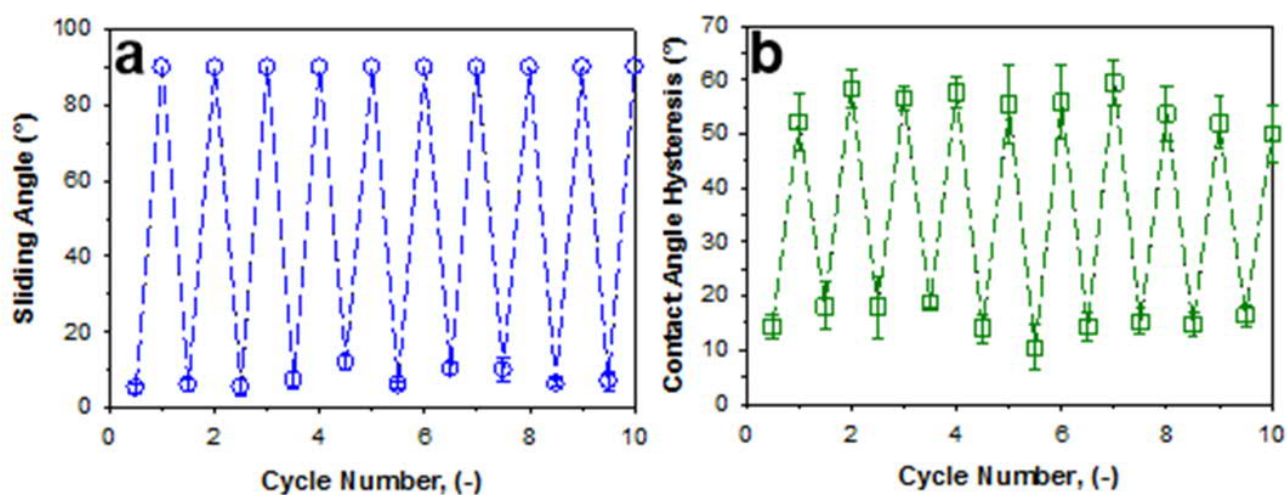 a
100
80
60
40
20
0
0 2 4 6 8 10
Sliding Angle (°)
Cycle Number, (-)
b
70
60
50
40
30
20
10
0
0 2 4 6 8 10
Contact Angle Hysteresis (°)
Cycle Number, (-)